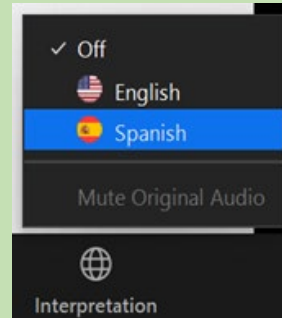 Off
English
Spanish
Mute Original Audio
Interpretation